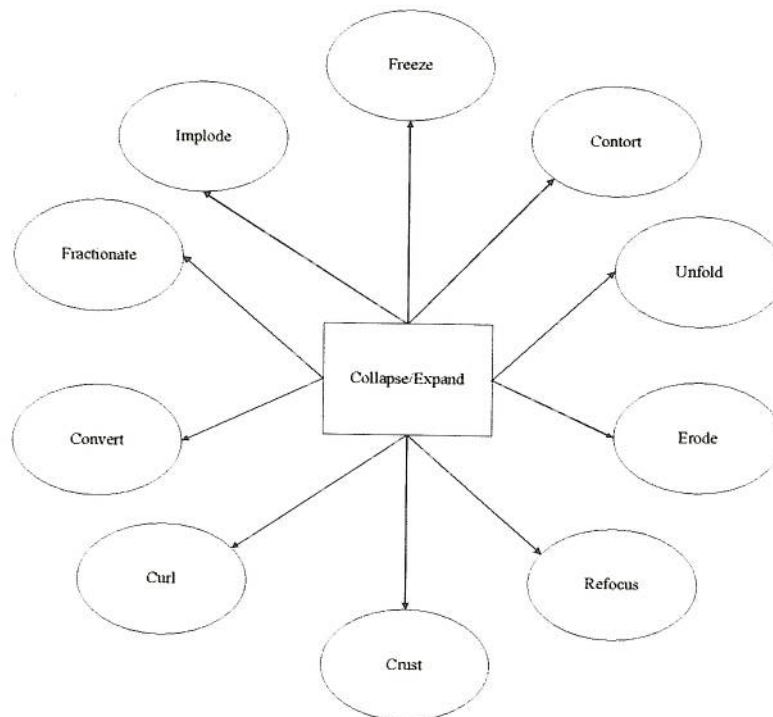 Freeze
Implode
Contort
Fractionate
Unfold
Collapse/Expand
Convert
Erode
Curl
Refocus
Crust